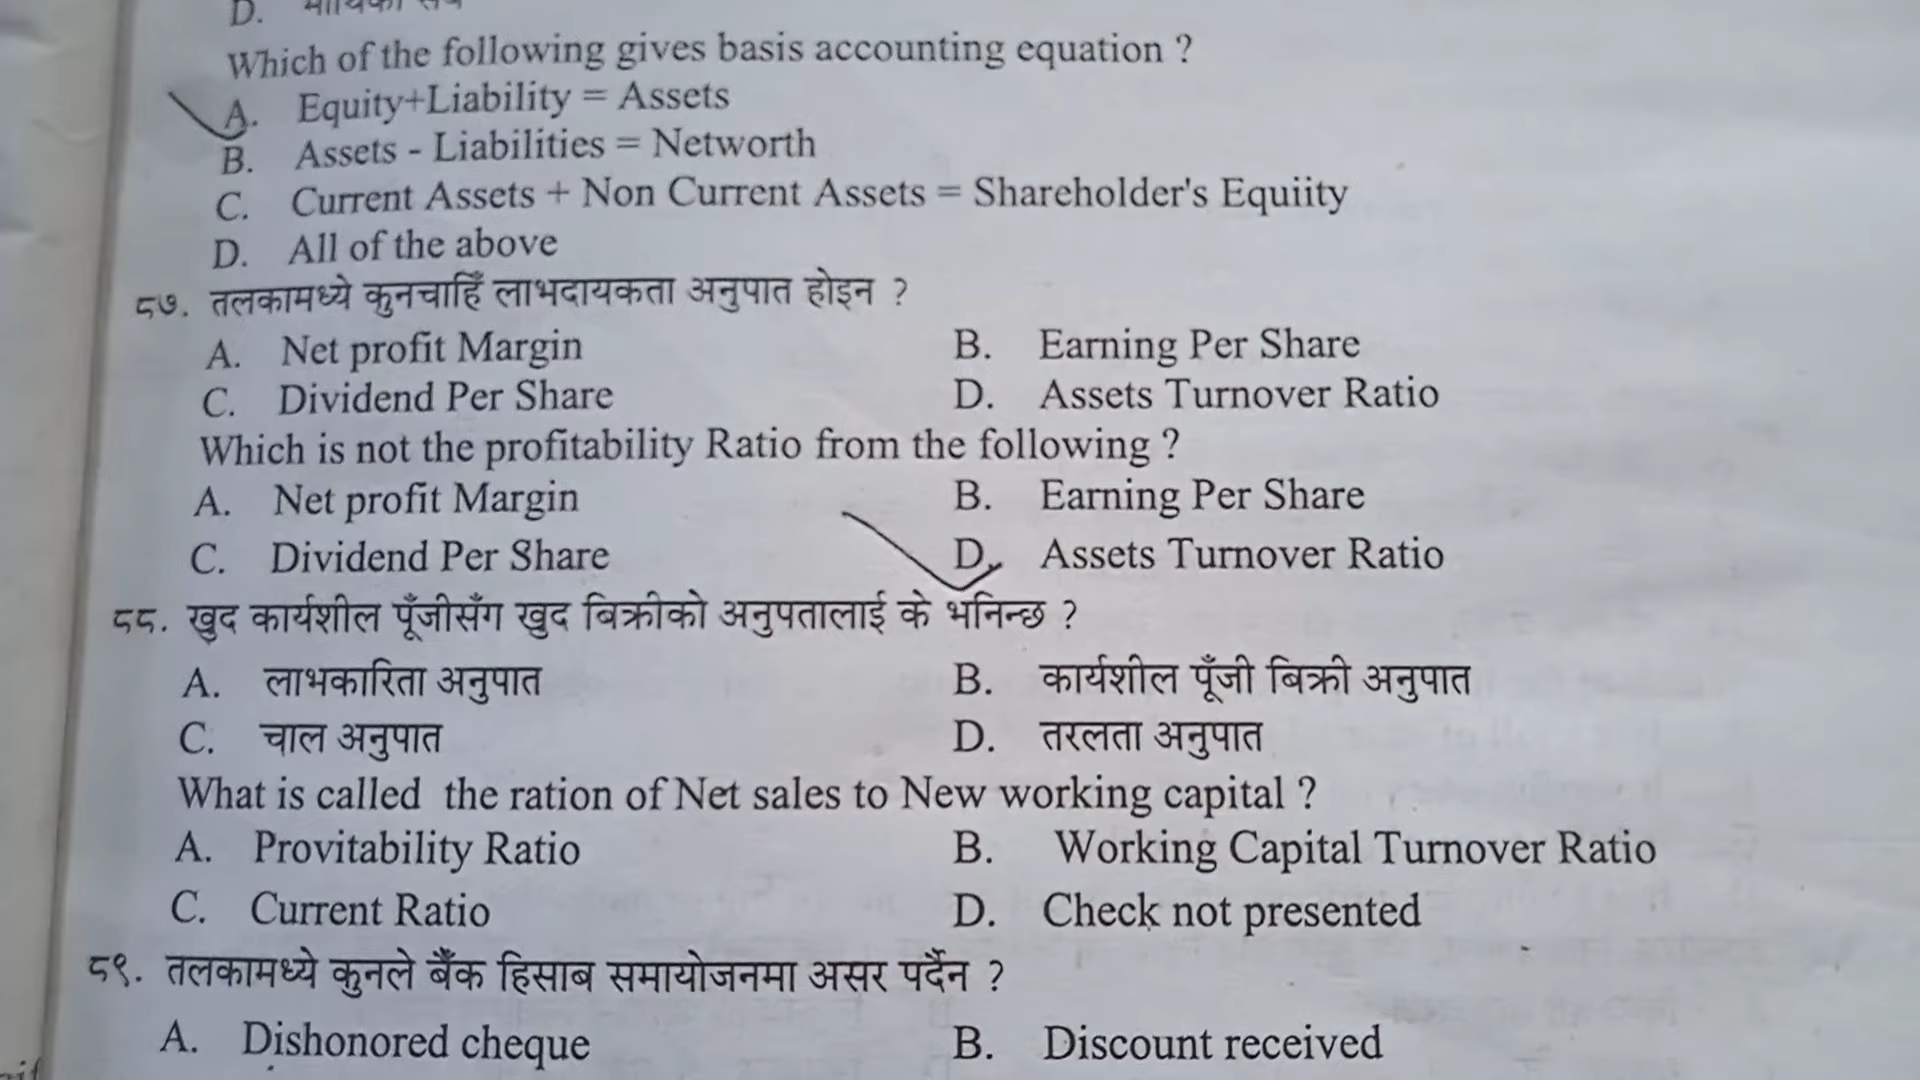 D.
Which of the following gives basis accounting equation ?
A. Equity+Liability = Assets
B. Assets - Liabilities = Networth
C. Current Assets + Non Current Assets = Shareholder's Equiity
D. All of the above
८७. तलकामध्ये कुनचाहिँ लाभदायकता अनुपात होइन ?
A. Net profit Margin B. Earning Per Share
C. Dividend Per Share D. Assets Turnover Ratio
Which is not the profitability Ratio from the following ?
A. Net profit Margin B. Earning Per Share
C. Dividend Per Share D. Assets Turnover Ratio
८८. खुद कार्यशील पूँजीसँग खुद बिक्रीको अनुपतालाई के भनिन्छ ?
A. लाभकारिता अनुपात B. कार्यशील पूँजी बिक्री अनुपात
C. चाल अनुपात D. तरलता अनुपात
What is called the ration of Net sales to New working capital ?
A. Provitability Ratio B. Working Capital Turnover Ratio
C. Current Ratio D. Check not presented
८९. तलकामध्ये कुनले बैँक हिसाब समायोजनमा असर पर्दैन ?
A. Dishonored cheque B. Discount received